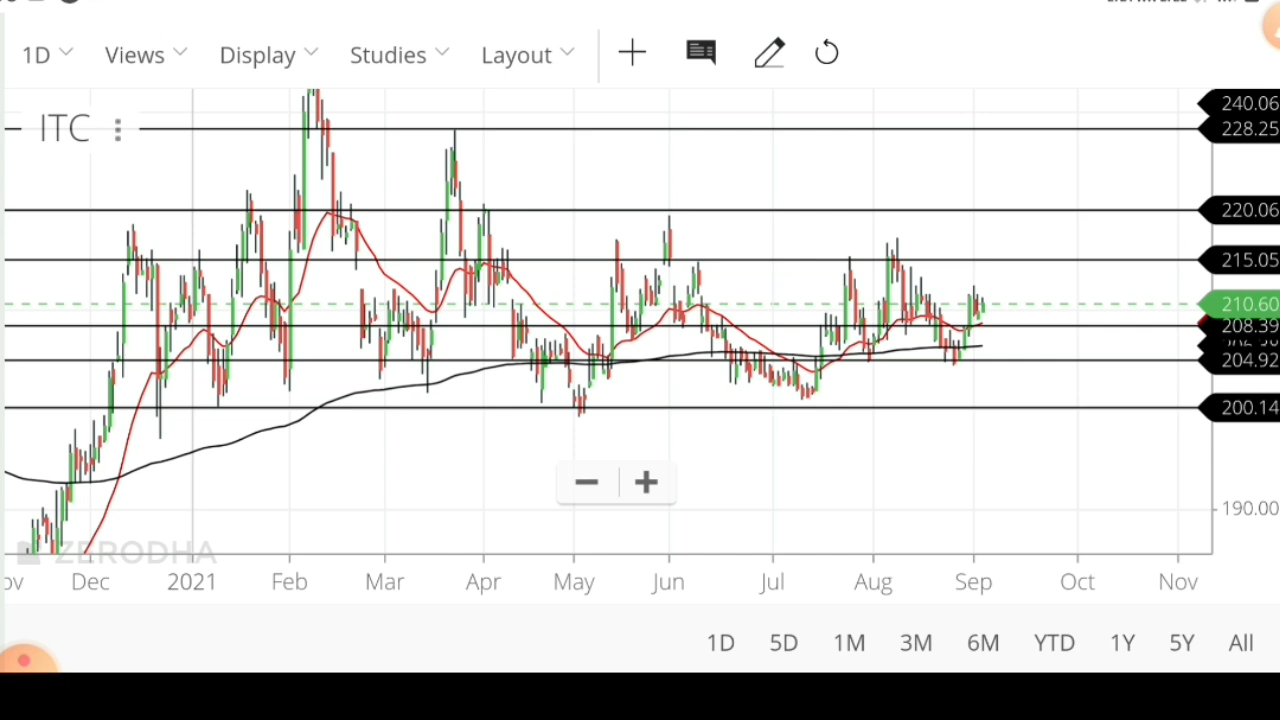 1D Views Display Studies Layout
ITC
240.06
228.25
220.06
215.05
210.60
208.39
204.92
200.14
190.00
ZERODHA
Dec 2021 Feb Mar Apr May Jun Jul Aug Sep Oct Nov
1D 5D 1M 3M 6M YTD 1Y 5Y All